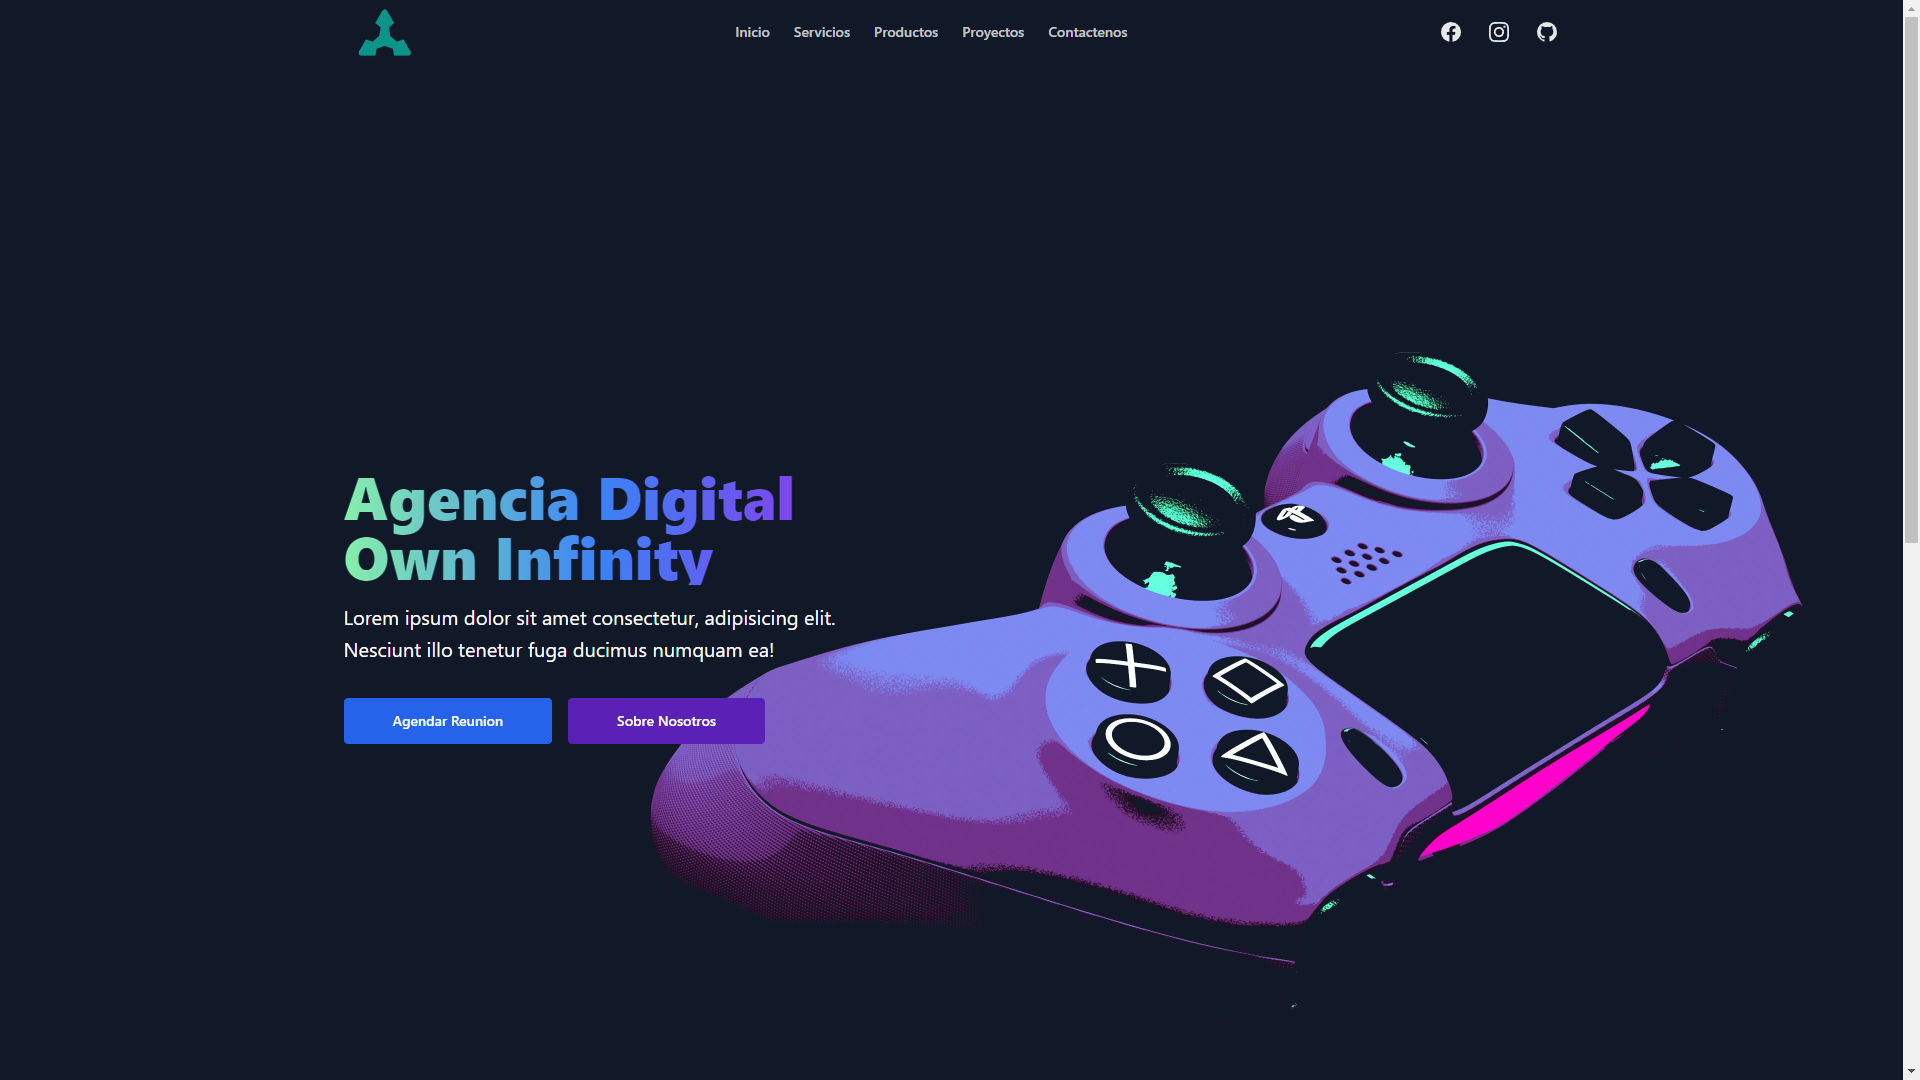 Inicio Servicios Productos Proyectos Contactenos
Agencia Digital
Own Infinity
Lorem ipsum dolor sit amet consectetur, adipisicing elit.
Nesciunt illo tenetur fuga ducimus numquam ea!
Agendar Reunion Sobre Nosotros